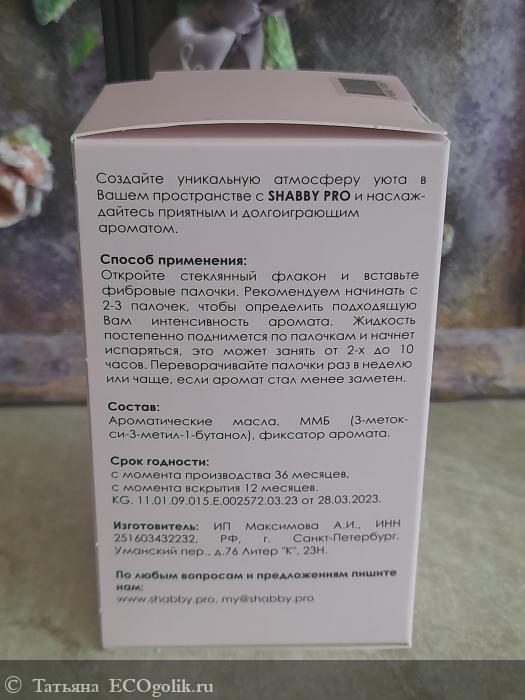 Создайте уникальную атмосферу уюта в
Вашем пространстве с SHABBY PRO и наслаж-
дайтесь приятным и долгоиграющим
ароматом.
Способ применения:
Откройте стеклянный флакон и вставьте
фибровые палочки. Рекомендуем начинать с
2-3 палочек, чтобы определить подходящую
Вам интенсивность аромата. Жидкость
постепенно поднимется по палочкам и начнет
испаряться, это может занять от 2-х до 10
часов. Переворачивайте палочки раз в неделю
или чаще, если аромат стал менее заметен.
Состав:
Ароматические масла, ММБ (3-меток-
си-3-метил-1-бутанол), фиксатор аромата.
Срок годности:
с момента производства 36 месяцев,
с момента вскрытия 12 месяцев.
KG. 11.01.09.015.E.002572.03.23 от 28.03.2023.
Изготовитель: ИП Максимова А.И., ИНН
251603432232. РФ, г. Санкт-Петербург,
Уманский пер., д.76 Литер "К", 23Н.
По любым вопросам и предложениям пишите
нам:
www.shabby.pro, my@shabby.pro
© Татьяна ECOgolik.ru